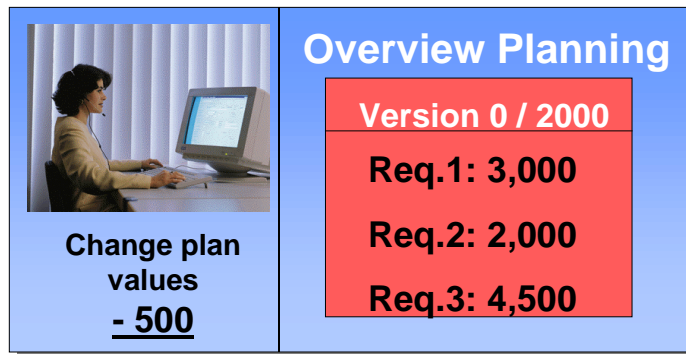 Overview Planning
Version 0 / 2000
Req.1: 3,000
Req.2: 2,000
Req.3: 4,500
Change plan
values
- 500